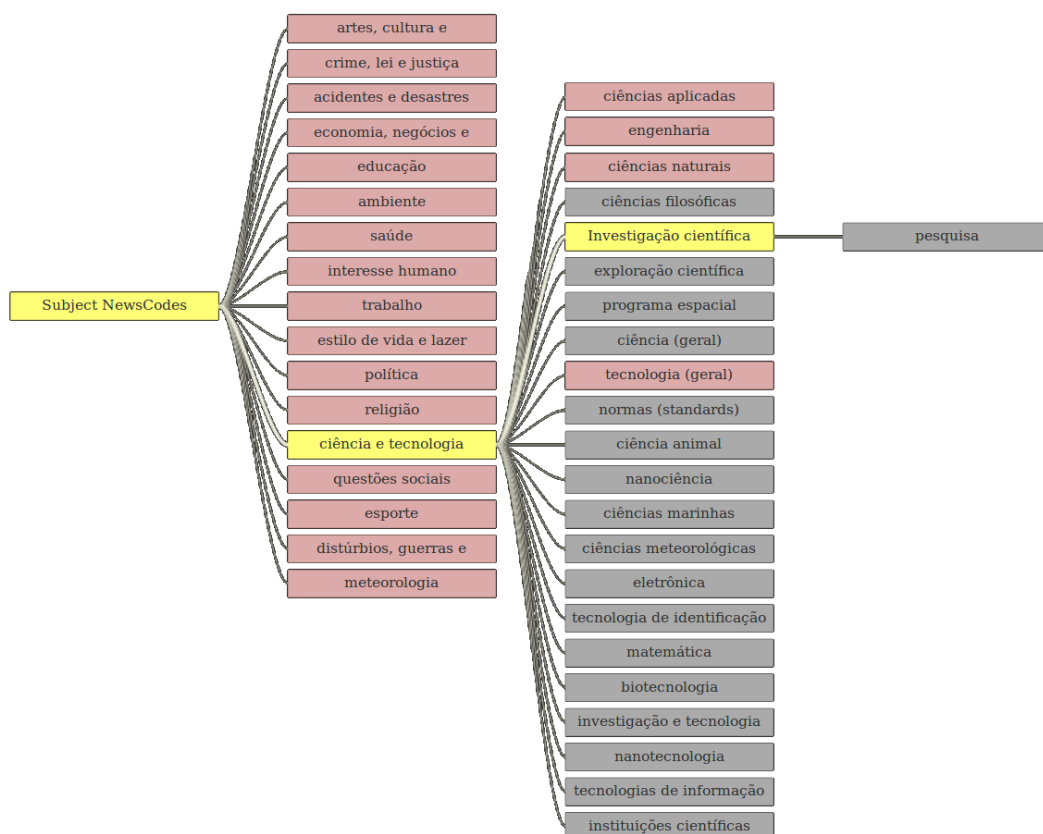 Subject NewsCodes
artes, cultura e
crime, lei e justiça
acidentes e desastres
economia, negócios e
educação
ambiente
saúde
interesse humano
trabalho
estilo de vida e lazer
política
religião
ciência e tecnologia
questões sociais
esporte
distúrbios, guerras e
meteorologia
ciências aplicadas
engenharia
ciências naturais
ciências filosóficas
Investigação científica
exploração científica
programa espacial
ciência (geral)
tecnologia (geral)
normas (standards)
ciência animal
nanociência
ciências marinhas
ciências meteorológicas
eletrônica
tecnologia de identificação
matemática
biotecnologia
investigação e tecnologia
nanotecnologia
tecnologias de informação
instituições científicas
pesquisa